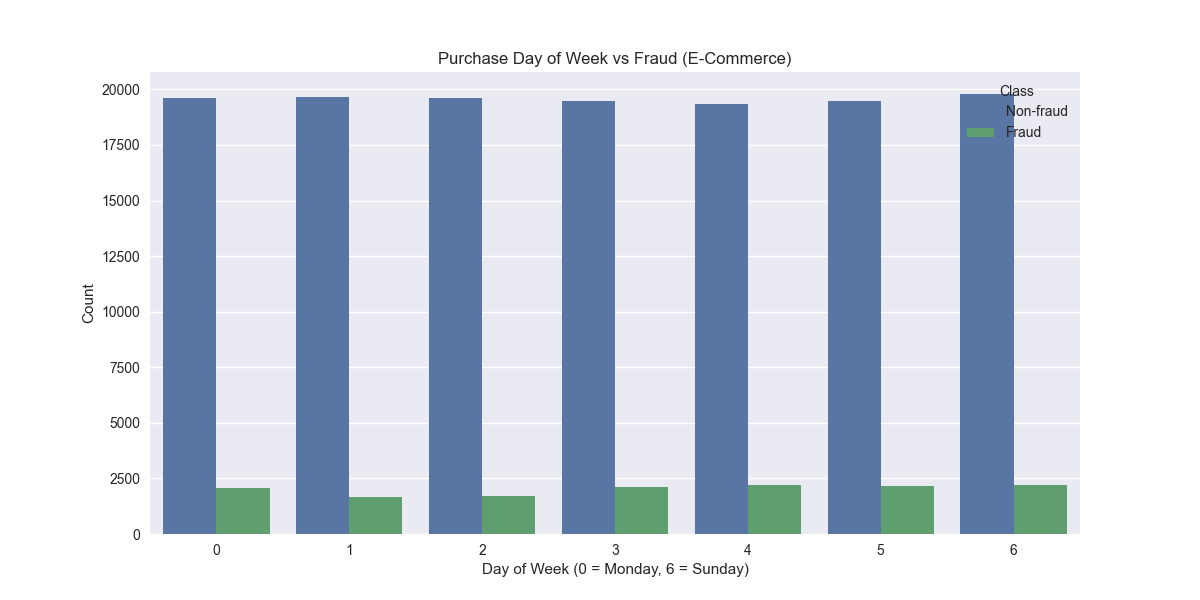 Purchase Day of Week vs Fraud (E-Commerce)
Class
Non-fraud
Fraud
20000
17500
15000
12500
10000
7500
5000
2500
0
Count
0 1 2 3 4 5 6
Day of Week (0 = Monday, 6 = Sunday)